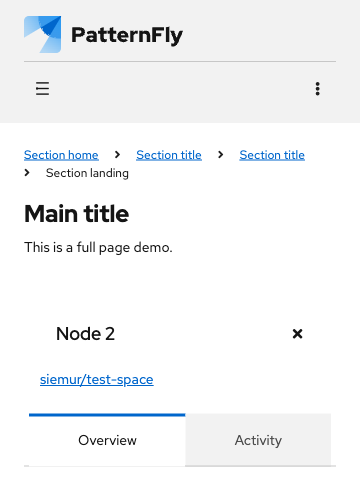 PatternFly
Section home Section title Section title
Section landing
Main title
This is a full page demo.
Node 2
siemur/test-space
Overview Activity